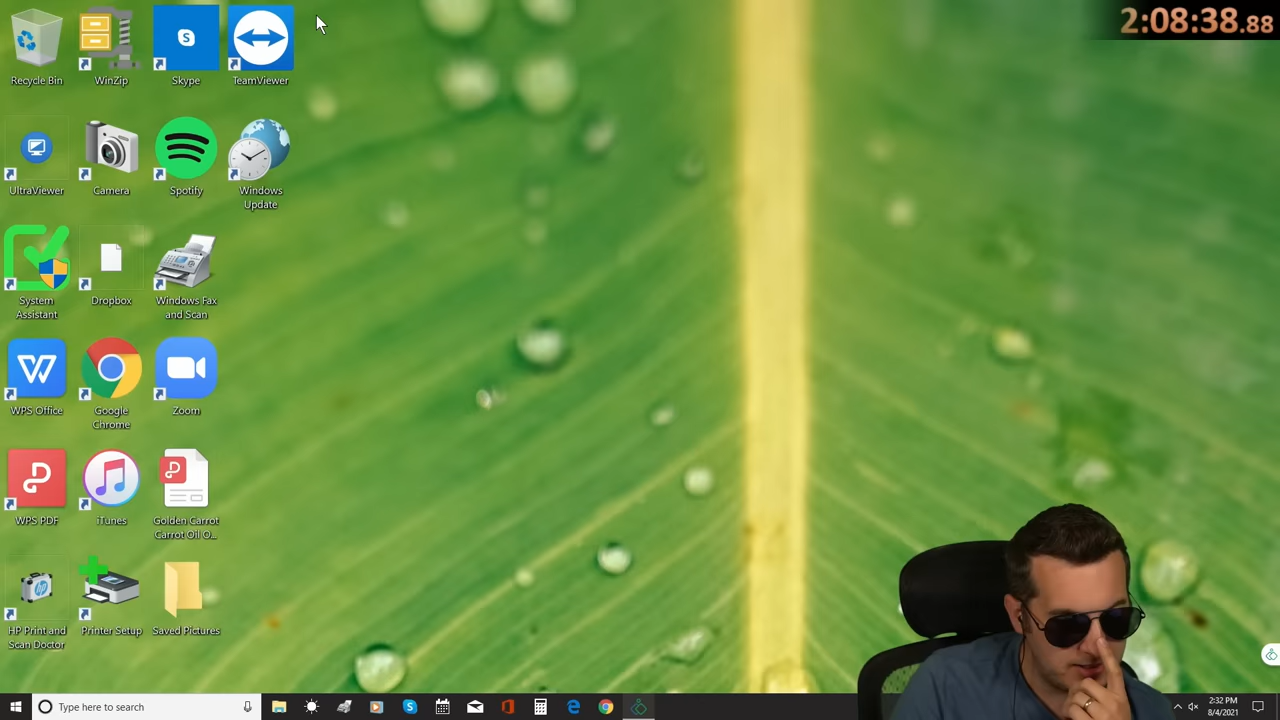 2:08:38.88
Recycle Bin
WinZip
Skype
TeamViewer
UltraViewer
Camera
Spotify
Windows
Update
System
Assistant
Dropbox
Windows Fax
and Scan
WPS Office
Google
Chrome
Zoom
WPS PDF
iTunes
Golden Carrot
Carrot Oil O...
HP Print and
Scan Doctor
Printer Setup
Saved Pictures
Type here to search
2:32 PM
8/4/2021